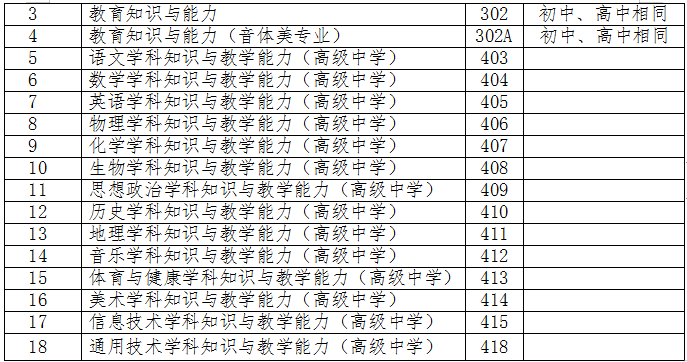 3 教育知识与能力 302 初中、高中相同
4 教育知识与能力（音体美专业） 302A 初中、高中相同
5 语文学科知识与教学能力（高级中学） 403
6 数学学科知识与教学能力（高级中学） 404
7 英语学科知识与教学能力（高级中学） 405
8 物理学科知识与教学能力（高级中学） 406
9 化学学科知识与教学能力（高级中学） 407
10 生物学科知识与教学能力（高级中学） 408
11 思想政治学科知识与教学能力（高级中学） 409
12 历史学科知识与教学能力（高级中学） 410
13 地理学科知识与教学能力（高级中学） 411
14 音乐学科知识与教学能力（高级中学） 412
15 体育与健康学科知识与教学能力（高级中学） 413
16 美术学科知识与教学能力（高级中学） 414
17 信息技术学科知识与教学能力（高级中学） 415
18 通用技术学科知识与教学能力（高级中学） 418